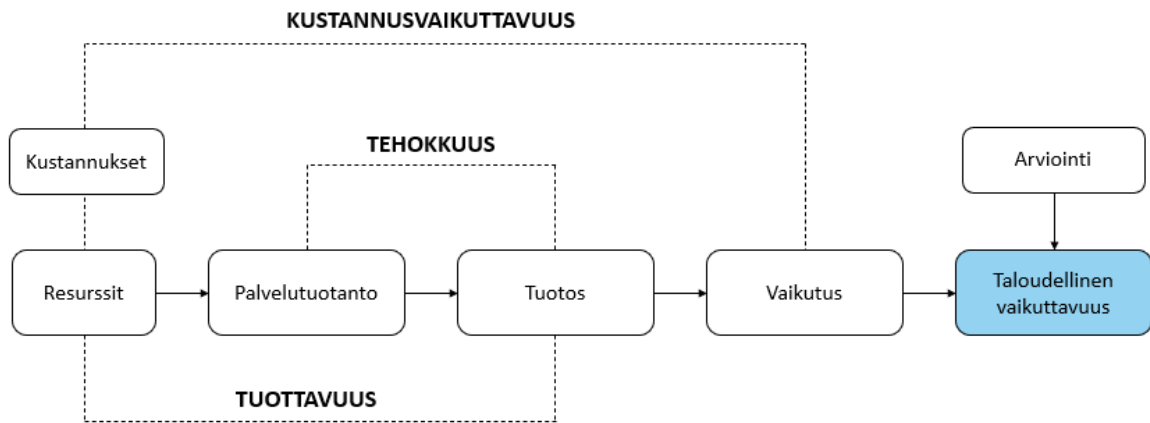 KUSTANNUSVAIKUTTAVUUS
TEHOKKUUS
Kustannukset
Arviointi
Resurssit
Palvelutuotanto
Tuotos
Vaikutus
Taloudellinen
vaikuttavuus
TUOTTAVUUS